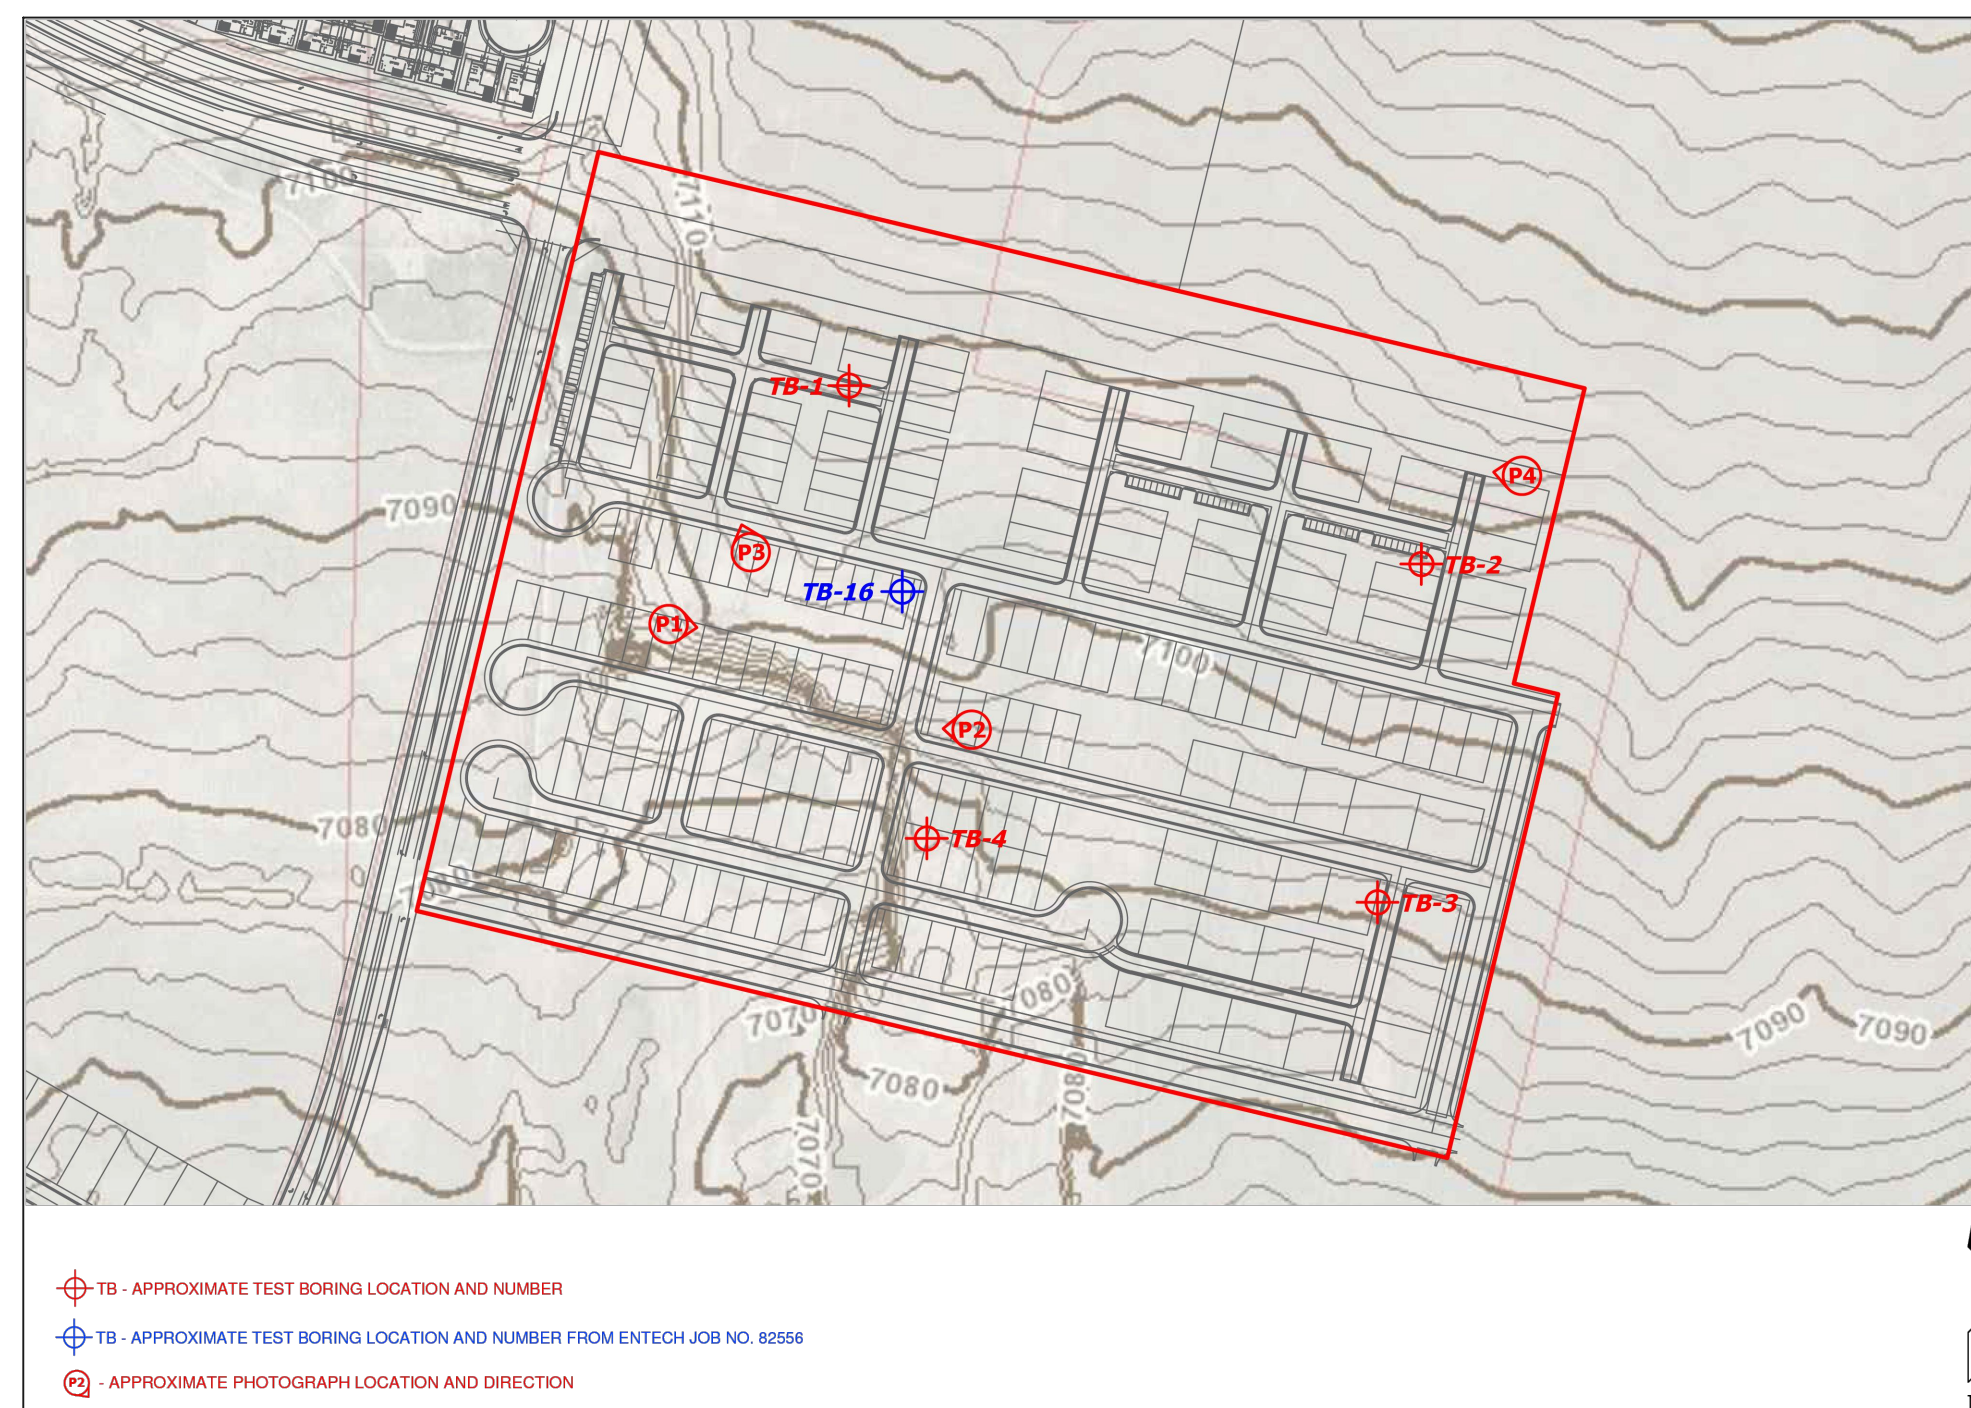 7100
7110
TB-1
P4
7090
P3
TB-2
TB-16
P1
7100
P2
7080
TB-4
7080
TB-3
7080
7070
7090
7090
7080
7080
7070
TB - APPROXIMATE TEST BORING LOCATION AND NUMBER
TB - APPROXIMATE TEST BORING LOCATION AND NUMBER FROM ENTECH JOB NO. 82556
P2 - APPROXIMATE PHOTOGRAPH LOCATION AND DIRECTION